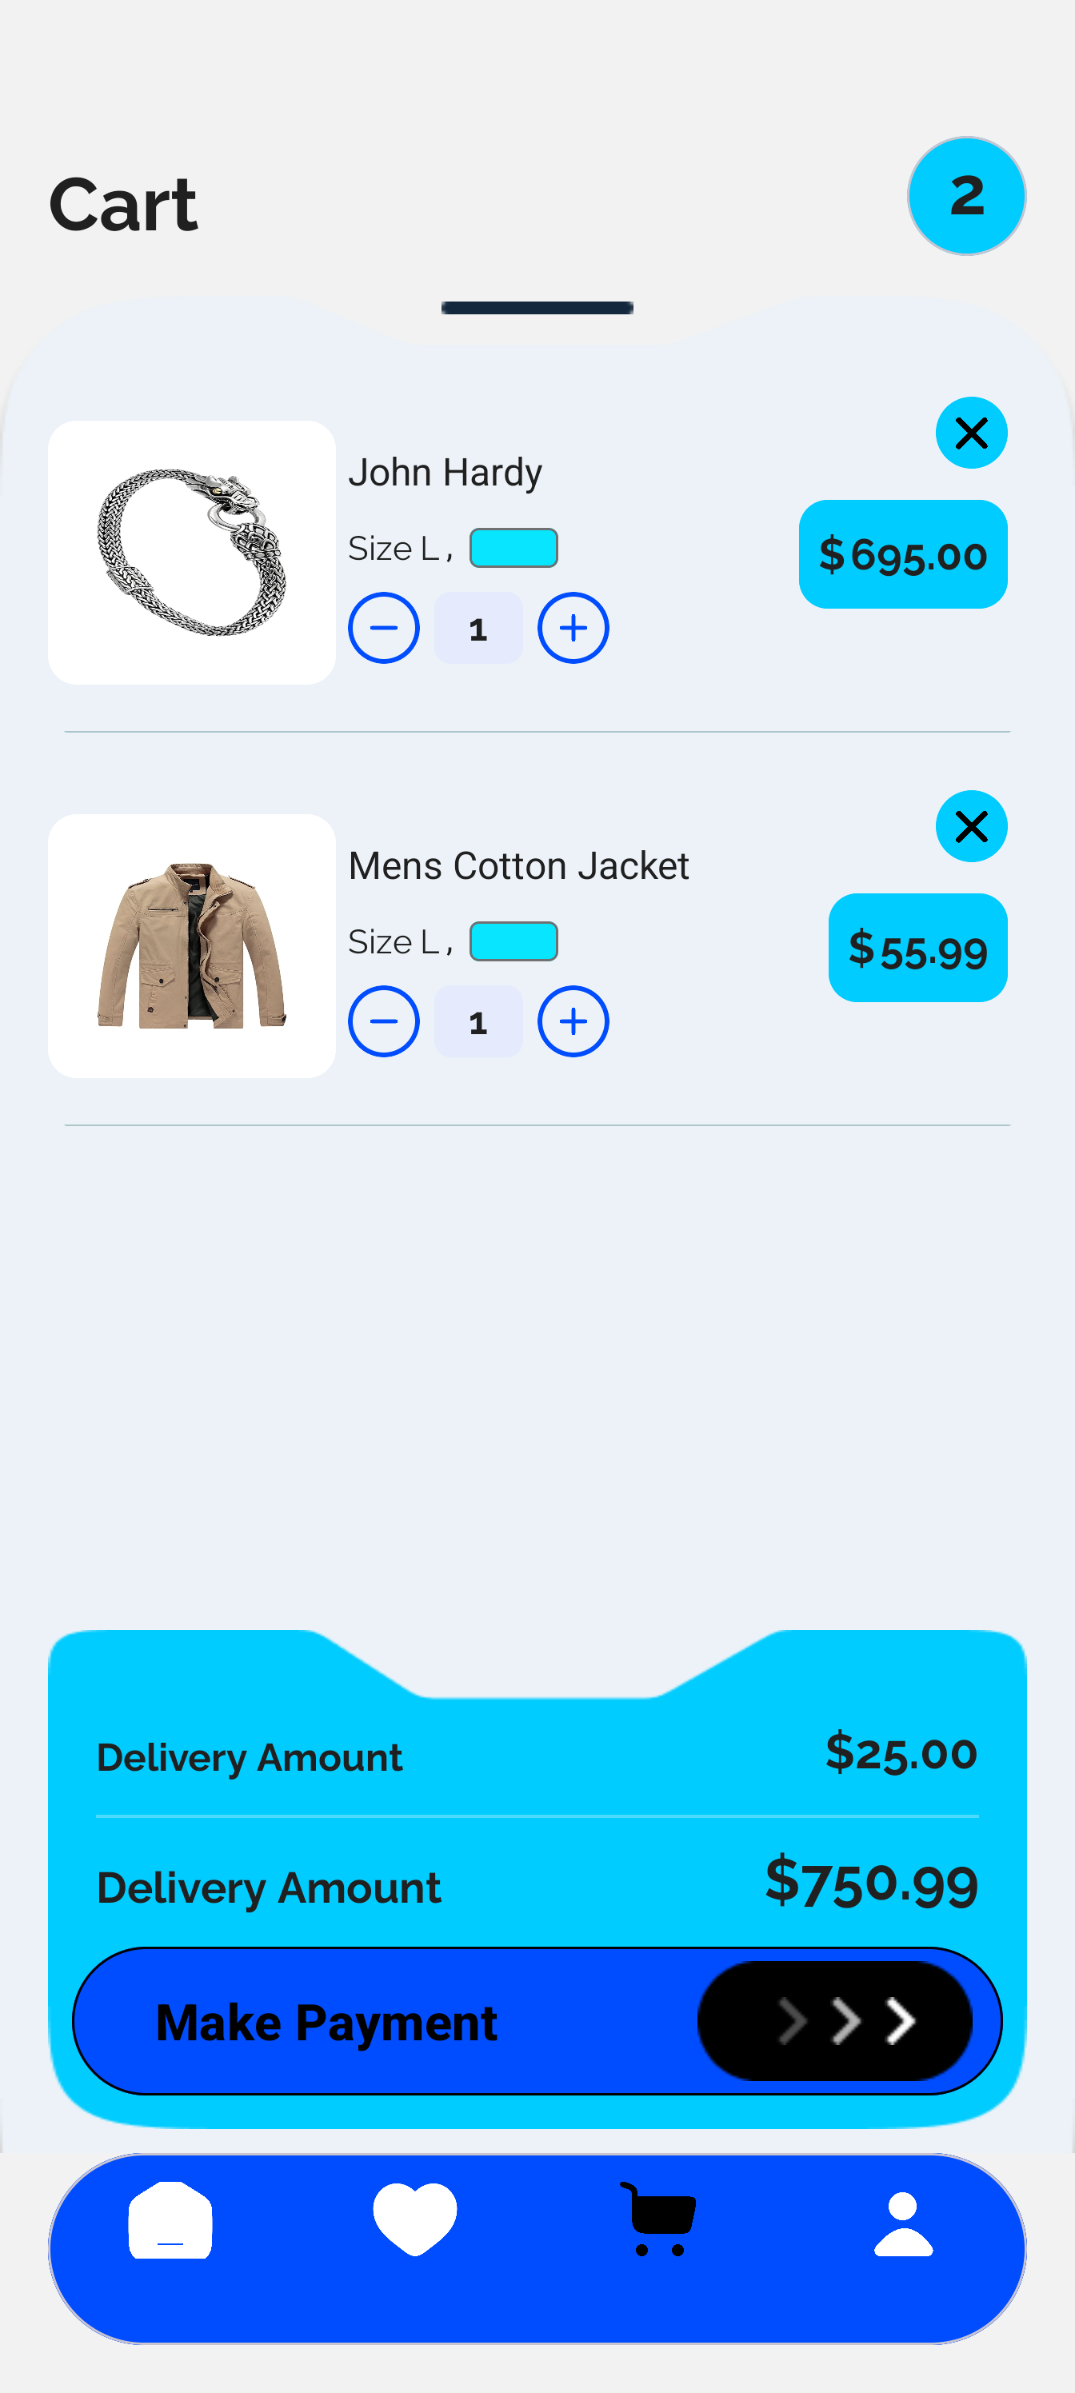 Cart
2
John Hardy
Size L ,
$ 695.00
1
Mens Cotton Jacket
Size L ,
$ 55.99
1
Delivery Amount
$25.00
Delivery Amount
$750.99
Make Payment